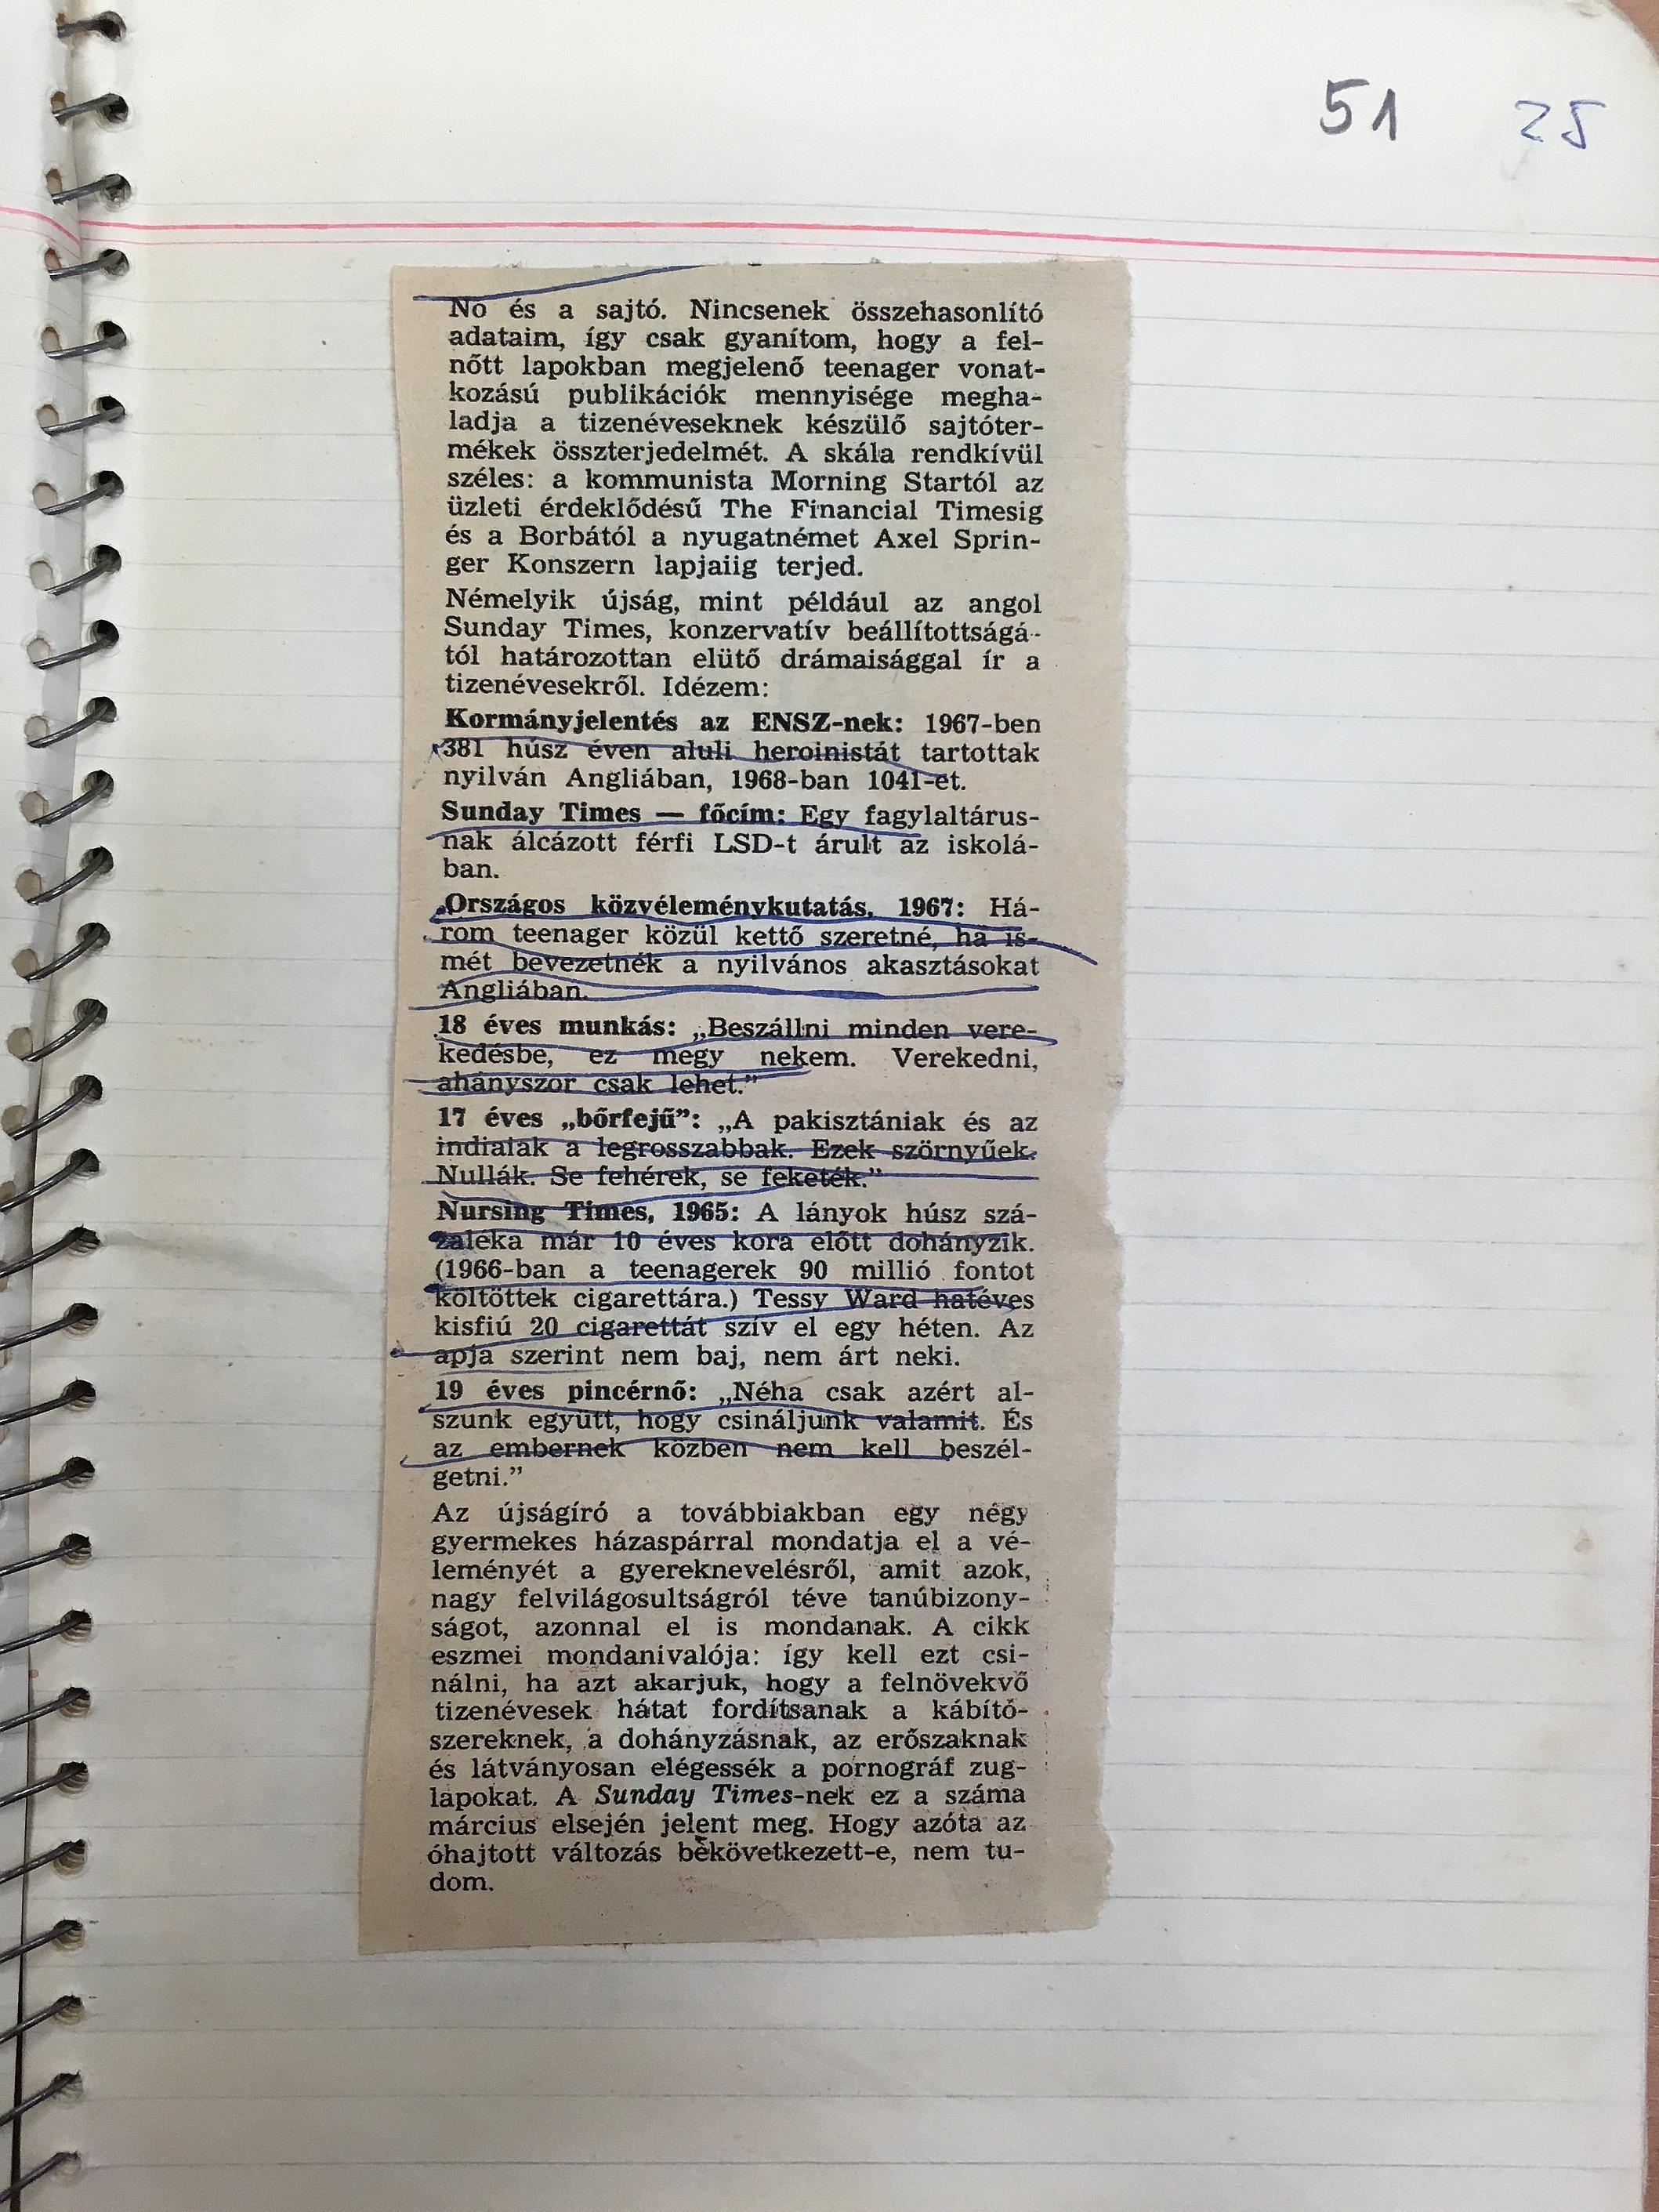 51 25
No és a sajtó. Nincsenek összehasonlító
adataim, így csak gyanítom, hogy a fel-
nőtt lapokban megjelenő teenager vonat-
kozású publikációk mennyisége megha-
ladja a tizenéveseknek készülő sajtóter-
mékek összterjedelmét. A skála rendkívül
széles: a kommunista Morning Startól az
üzleti érdeklődésű The Financial Timesig
és a Borbától a nyugatnémet Axel Sprin-
ger Konszern lapjaiig terjed.
Némelyik újság, mint például az angol
Sunday Times, konzervatív beállítottságá-
tól határozottan elütő drámaisággal ír a
tizenévesekről. Idézem:
Kormányjelentés az ENSZ-nek: 1967-ben
381 húsz éven aluli heroinistát tartottak
nyilván Angliában, 1968-ban 1041-et.
Sunday Times — főcím: Egy fagylaltárus-
nak álcázott férfi LSD-t árult az iskolá-
ban.
Országos közvéleménykutatás, 1967: Há-
rom teenager közül kettő szeretné, ha is-
mét bevezetnék a nyilvános akasztásokat
Angliában.
18 éves munkás: „Beszállni minden vere-
kedésbe, ez megy nekem. Verekedni,
ahányszor csak lehet.”
17 éves „bőrfejű”: „A pakisztániak és az
indiaiak a legrosszabbak. Ezek szörnyűek.
Nullák. Se fehérek, se feketék.”
Nursing Times, 1965: A lányok húsz szá-
zaléka már 10 éves kora előtt dohányzik.
(1966-ban a teenagerek 90 millió fontot
költöttek cigarettára.) Tessy Ward hatéves
kisfiú 20 cigarettát szív el egy héten. Az
apja szerint nem baj, nem árt neki.
19 éves pincérnő: „Néha csak azért al-
szunk együtt, hogy csináljunk valamit. És
az embernek közben nem kell beszél-
getni.”
Az újságíró a továbbiakban egy négy
gyermekes házaspárral mondatja el a vé-
leményét a gyereknevelésről, amit azok,
nagy felvilágosultságról téve tanúbizony-
ságot, azonnal el is mondanak. A cikk
eszmei mondanivalója: így kell ezt csi-
nálni, ha azt akarjuk, hogy a felnövekvő
tizenévesek hátat fordítsanak a kábító-
szereknek, a dohányzásnak, az erőszaknak
és látványosan elégessék a pornográf zug-
lapokat. A Sunday Times-nek ez a száma
március elsején jelent meg. Hogy azóta az
óhajtott változás bekövetkezett-e, nem tu-
dom.